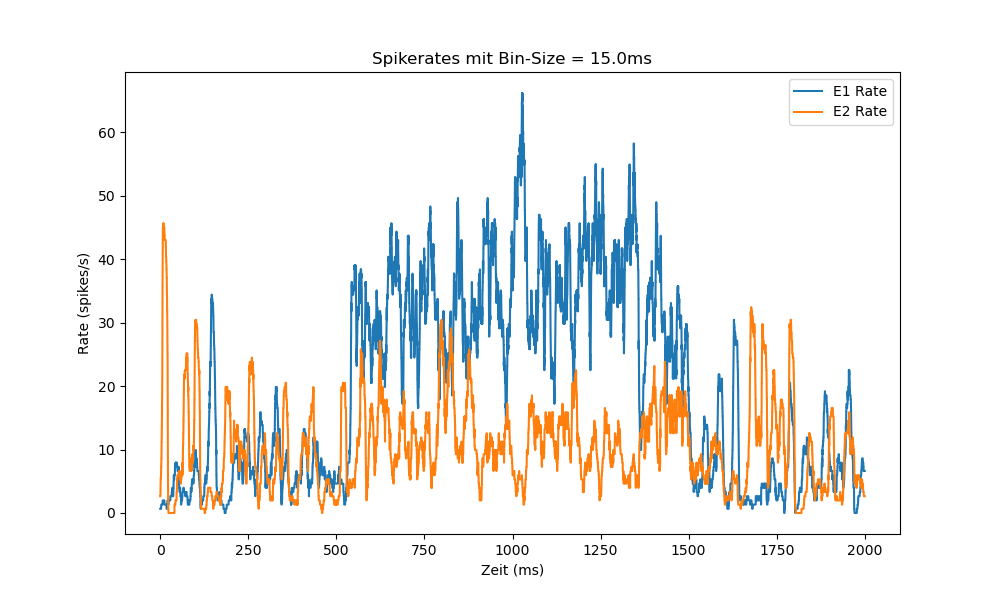 Spikerates mit Bin-Size = 15.0ms
E1 Rate
E2 Rate
Rate (spikes/s)
60
50
40
30
20
10
0
0 250 500 750 1000 1250 1500 1750 2000
Zeit (ms)